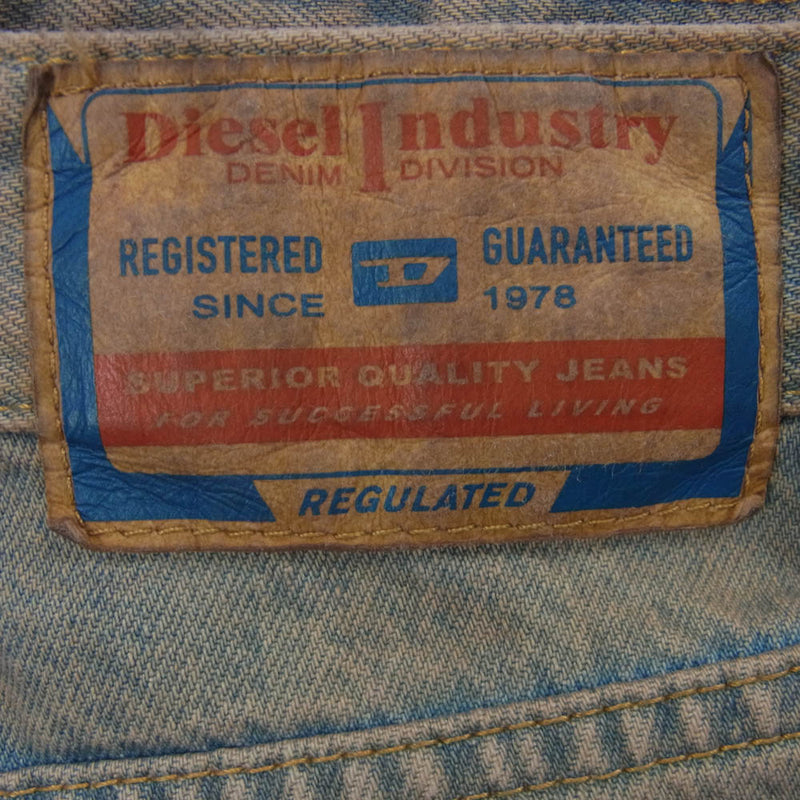 Diesel Industry
DENIM DIVISION
REGISTERED D GUARANTEED
SINCE 1978
SUPERIOR QUALITY JEANS
FOR SUCCESSFUL LIVING
REGULATED